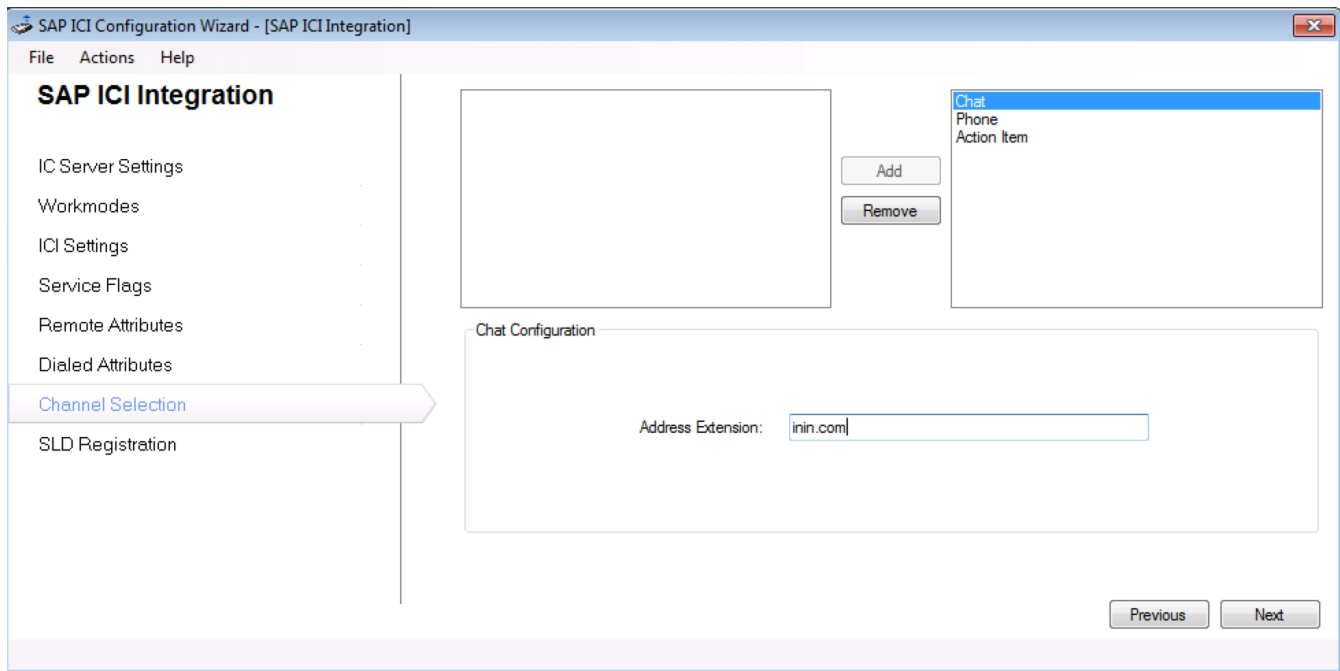 SAP ICI Configuration Wizard - [SAP ICI Integration]
File Actions Help
SAP ICI Integration
IC Server Settings
Workmodes
ICI Settings
Service Flags
Remote Attributes
Dialed Attributes
Channel Selection
SLD Registration
Add
Remove
Chat
Phone
Action Item
Chat Configuration
Address Extension: inin.com
Previous Next